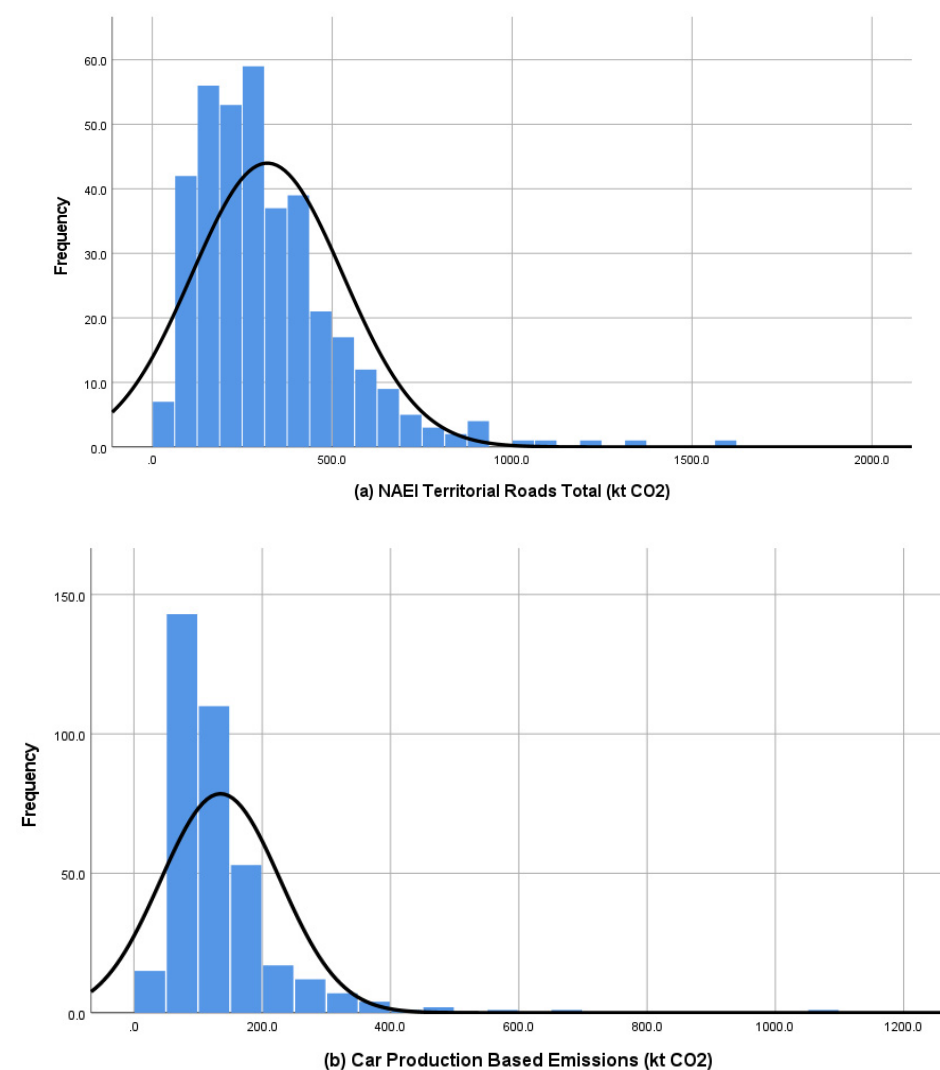 60.0
50.0
40.0
30.0
20.0
10.0
0.0
Frequency
.0 500.0 1000.0 1500.0 2000.0
(a) NAEI Territorial Roads Total (kt CO2)
150.0
100.0
50.0
0.0
Frequency
.0 200.0 400.0 600.0 800.0 1000.0 1200.0
(b) Car Production Based Emissions (kt CO2)